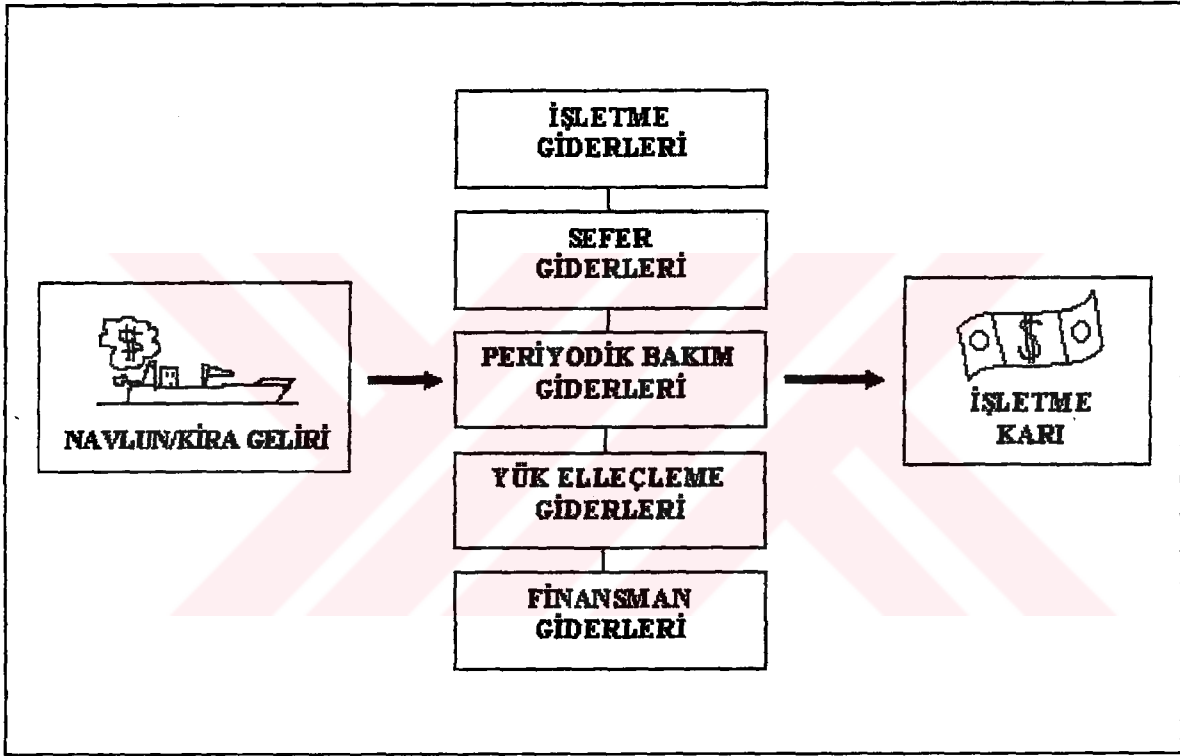 NAVLUN/KİRA GELİRİ
İŞLETME
GİDERLERİ
SEFER
GİDERLERİ
PERİYODİK BAKIM
GİDERLERİ
YÜK ELLEÇLEME
GİDERLERİ
FİNANSMAN
GİDERLERİ
İŞLETME
KARI